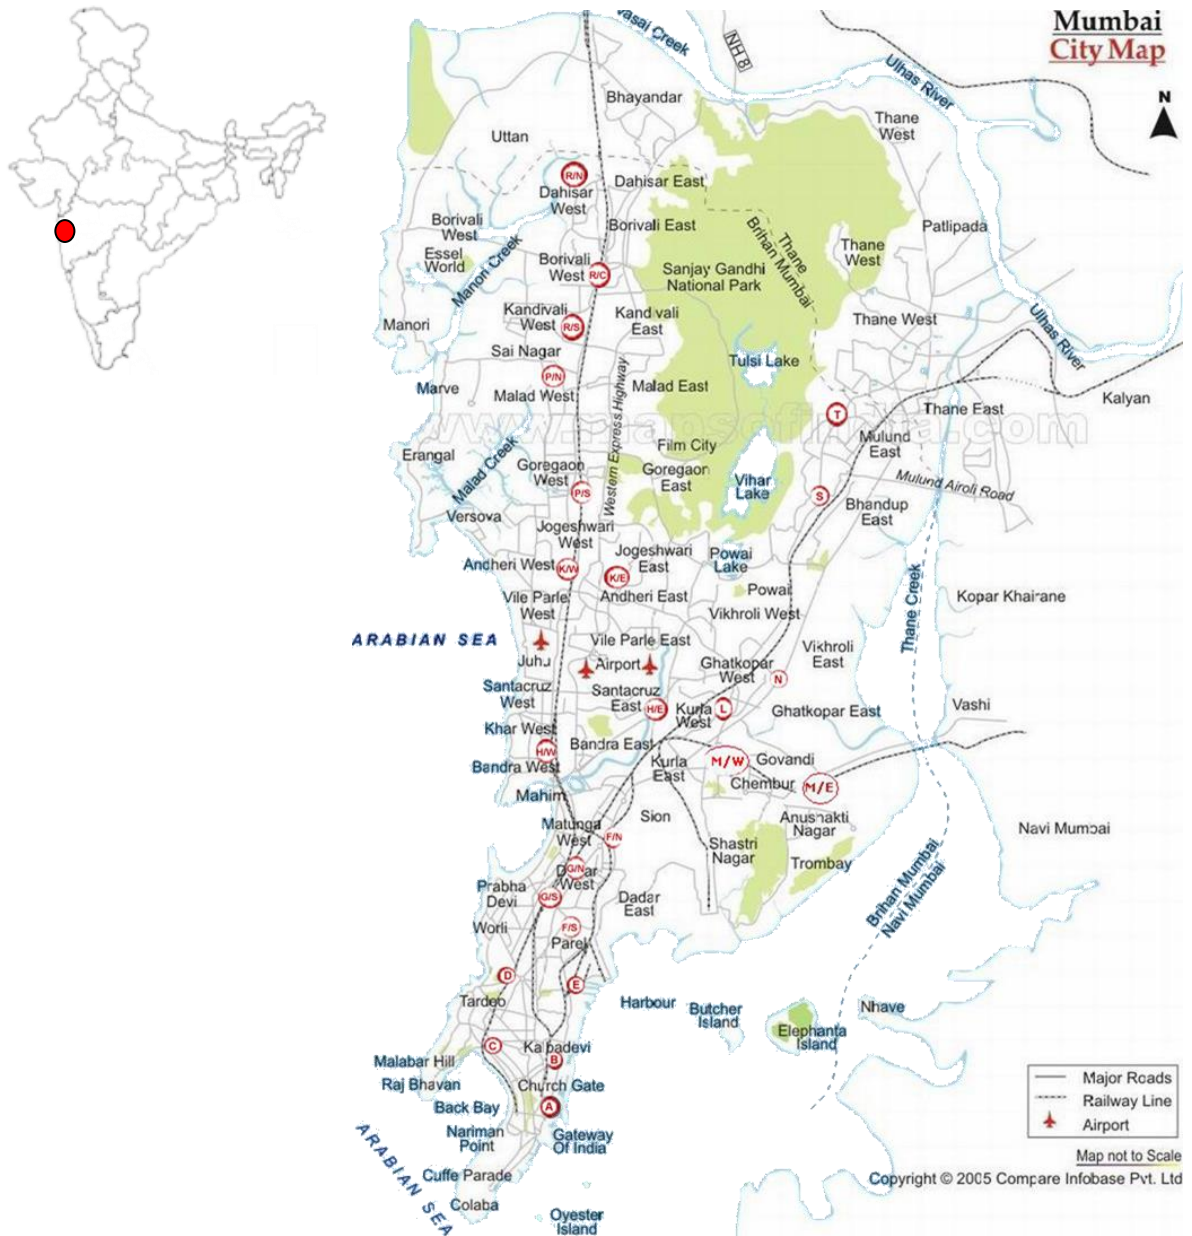 Mumbai
City Map
Vasai Creek
NH 8
Ulhas River
N
Bhayandar
Thane
West
Uttan
R/N
Dahisar
West
Dahisar East
Borivali
West
Borivali East
Patlipada
Essel
World
Manori Creek
Borivali
West
R/C
Thane
Brihan Mumbai
Thane
West
Sanjay Gandhi
National Park
Kandivali
West
R/S
Kandivali
East
Thane West
Ulhas River
Manori
Sai Nagar
Tulsi Lake
P/N
Marve
Malad West
Western Express Highway
Malad East
Kalyan
T
Thane East
www.mapsofindia.com
Mulund
East
Erangal
Malad Creek
Film City
Goregaon
West
Goregaon
East
Vihar
Lake
Mulund Airoli Road
P/S
S
Bhandup
East
Versova
Jogeshwari
West
Jogeshwari
East
Powai
Lake
Andheri West
K/W
K/E
Andheri East
Powai
Thane Creek
Kopar Khairane
Vile Parle
West
Vikhroli West
ARABIAN SEA
Vile Parle East
Vikhroli
East
Juhu
Airport
Ghatkopar
West
N
Santacruz
West
Santacruz
East
H/E
Kurla
West
L
Ghatkopar East
Vashi
Khar West
H/W
Bandra East
Bandra West
Kurla
East
M/W
Govandi
Chembur
M/E
Mahim
Sion
Anushakti
Nagar
Navi Mumbai
Matunga
West
F/N
Shastri
Nagar
Trombay
Brihan Mumbai
Navi Mumbai
G/N
West
Prabha
Devi
G/S
Dadar
East
Worli
F/S
Parel
D
E
Tardeo
Harbour
Butcher
Island
Nhave
Elephanta
Island
C
Kalbadevi
B
Malabar Hill
Raj Bhavan
Church Gate
Back Bay
A
Nariman
Point
Gateway
Of India
ARABIAN SEA
Cuffe Parade
Colaba
Oyester
Island
Major Roads
Railway Line
Airport
Map not to Scale
Copyright © 2005 Compare Infobase Pvt. Ltd